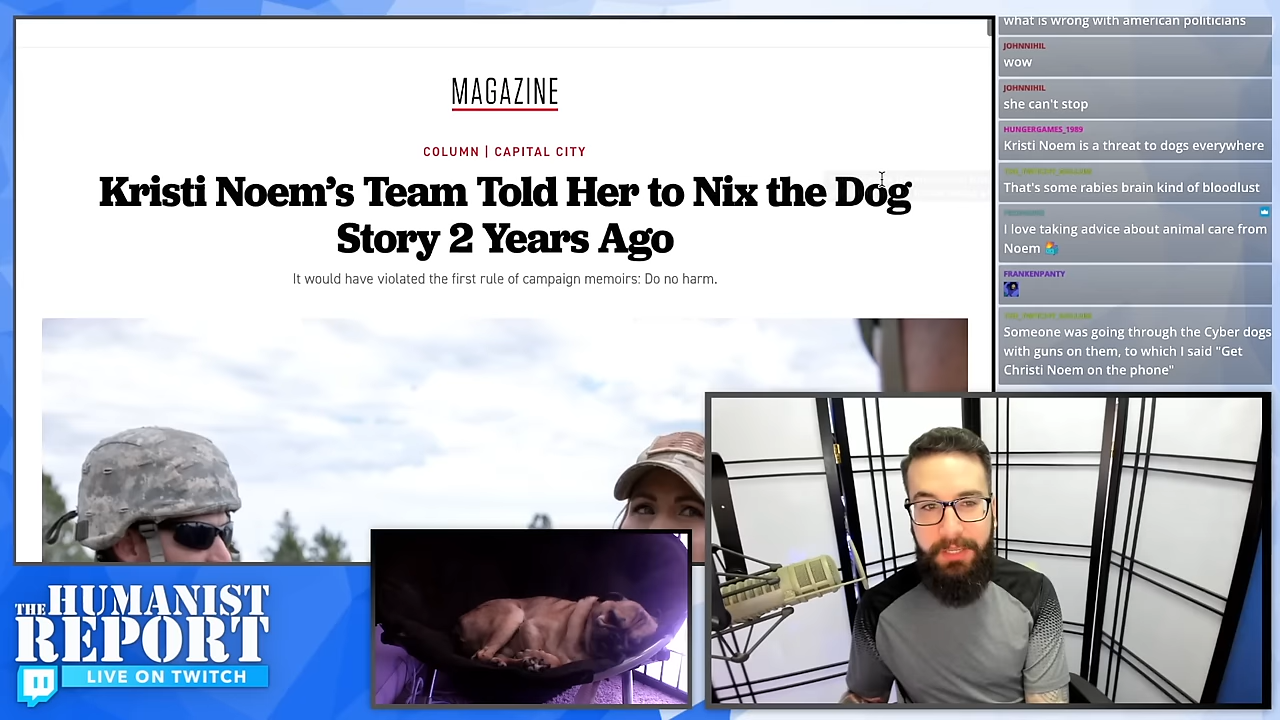 MAGAZINE
COLUMN | CAPITAL CITY
Kristi Noem’s Team Told Her to Nix the Dog
Story 2 Years Ago
It would have violated the first rule of campaign memoirs: Do no harm.
what is wrong with american politicians
JOHNNIHIL
wow
JOHNNIHIL
she can't stop
HUNGERGAMES_1989
Kristi Noem is a threat to dogs everywhere
That's some rabies brain kind of bloodlust
I love taking advice about animal care from
Noem
FRANKENPANTY
Someone was going through the Cyber dogs
with guns on them, to which I said "Get
Christi Noem on the phone"
THE HUMANIST
REPORT
LIVE ON TWITCH